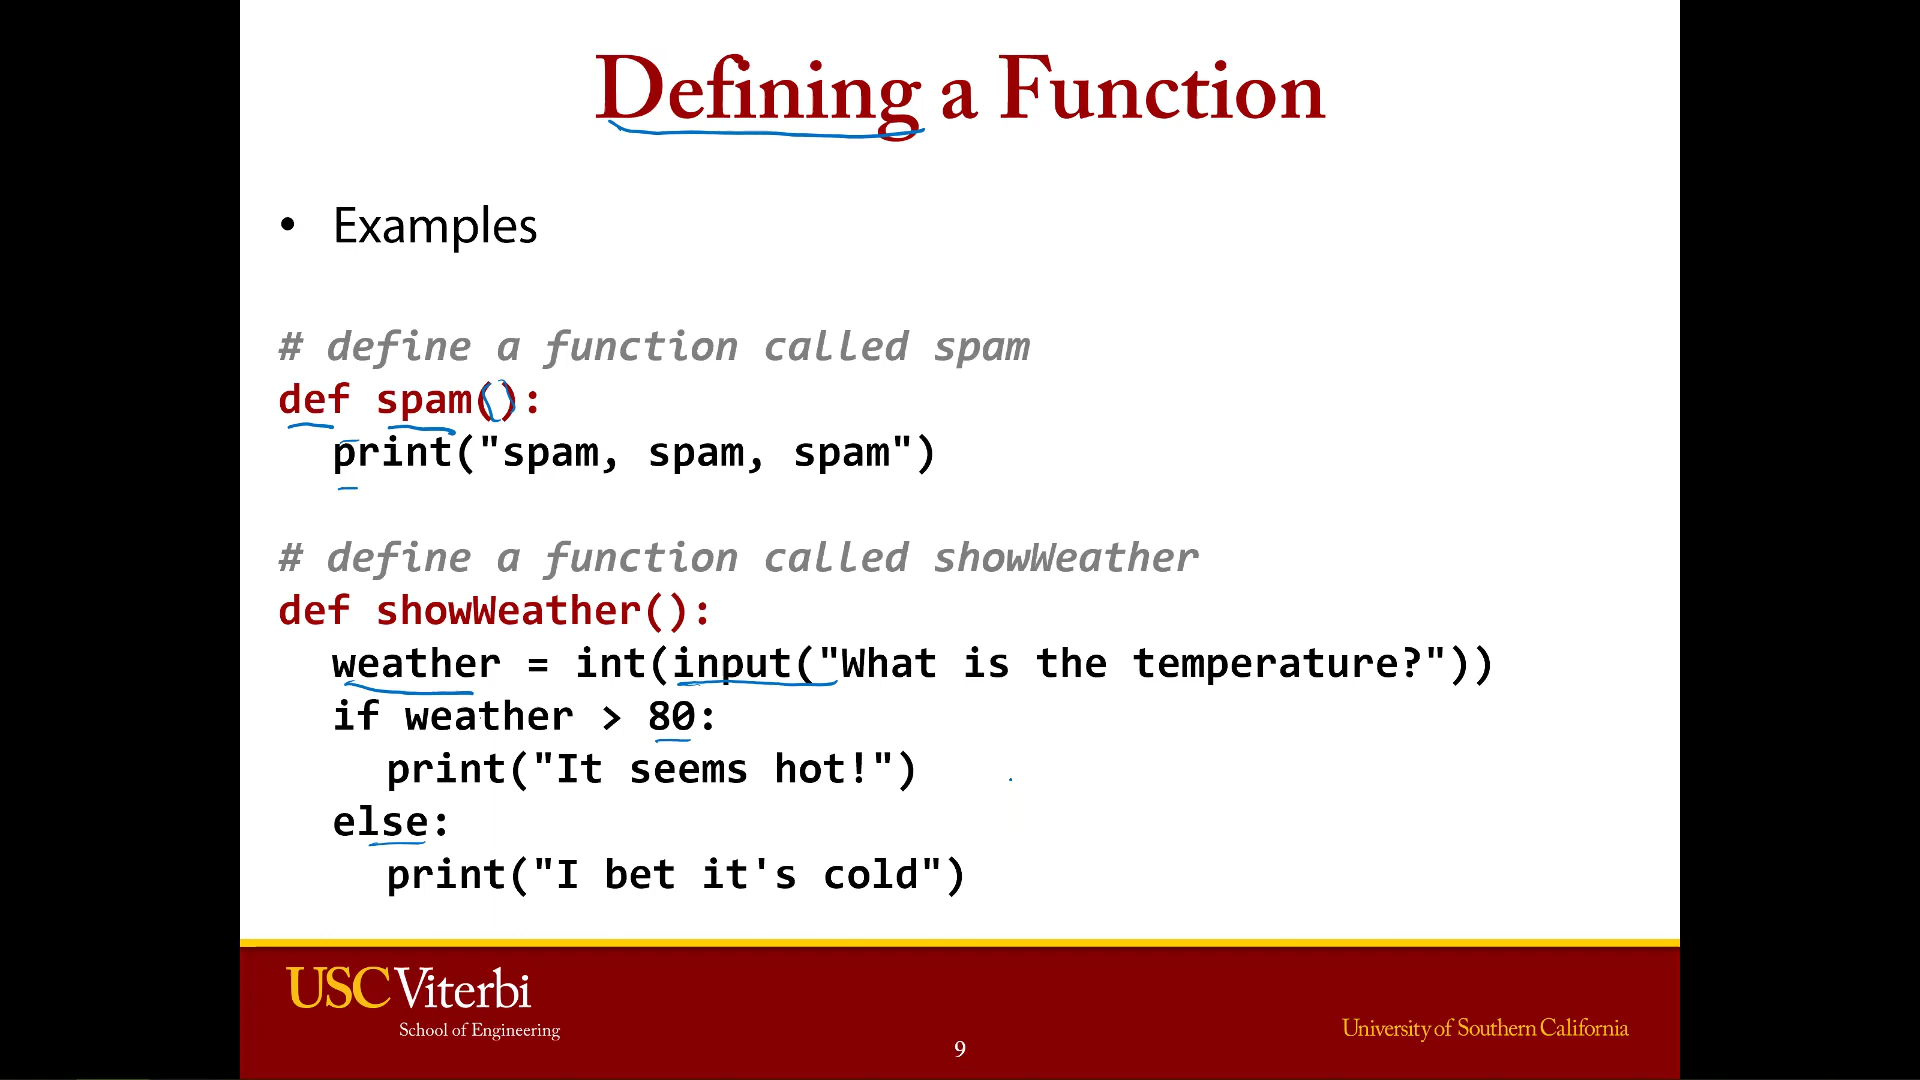 Defining a Function
• Examples
# define a function called spam
def spam():
print("spam, spam, spam")
# define a function called showWeather
def showWeather():
weather = int(input("What is the temperature?"))
if weather > 80:
print("It seems hot!")
else:
print("I bet it's cold")
USC Viterbi
School of Engineering
University of Southern California
9